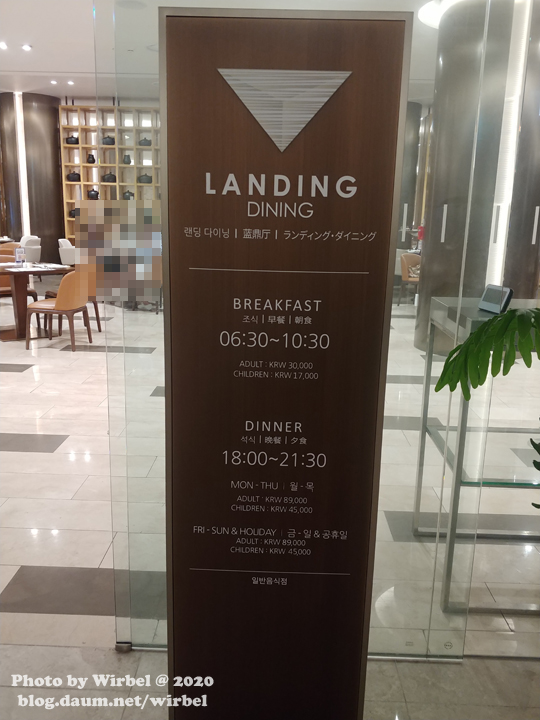 LANDING
DINING
랜딩 다이닝 | 蓝鼎厅 | ランディング・ダイニング
BREAKFAST
조식 | 早餐 | 朝食
06:30~10:30
ADULT : KRW 30,000
CHILDREN : KRW 17,000
DINNER
석식 | 晚餐 | 夕食
18:00~21:30
MON - THU | 월 - 목
ADULT : KRW 89,000
CHILDREN : KRW 45,000
FRI - SUN & HOLIDAY | 금 - 일 & 공휴일
ADULT : KRW 89,000
CHILDREN : KRW 45,000
일반음식점
Photo by Wirbel @ 2020
blog.daum.net/wirbel